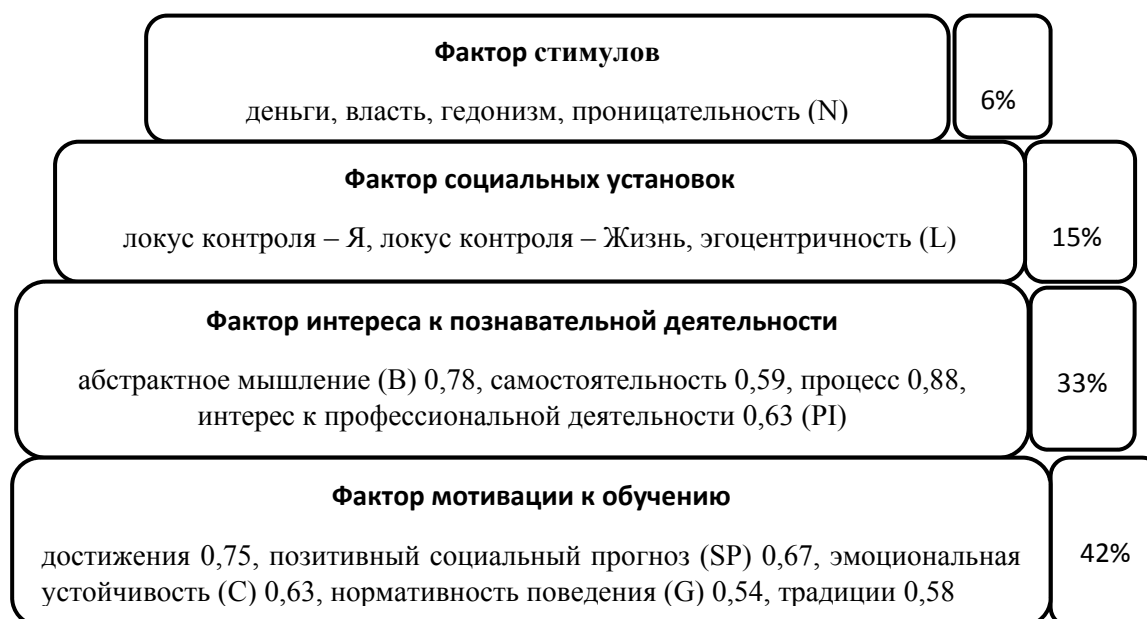 Фактор стимулов
деньги, власть, гедонизм, проницательность (N)
6%
Фактор социальных установок
локус контроля – Я, локус контроля – Жизнь, эгоцентричность (L)
15%
Фактор интереса к познавательной деятельности
абстрактное мышление (В) 0,78, самостоятельность 0,59, процесс 0,88,
интерес к профессиональной деятельности 0,63 (PI)
33%
Фактор мотивации к обучению
достижения 0,75, позитивный социальный прогноз (SP) 0,67, эмоциональная
устойчивость (С) 0,63, нормативность поведения (G) 0,54, традиции 0,58
42%